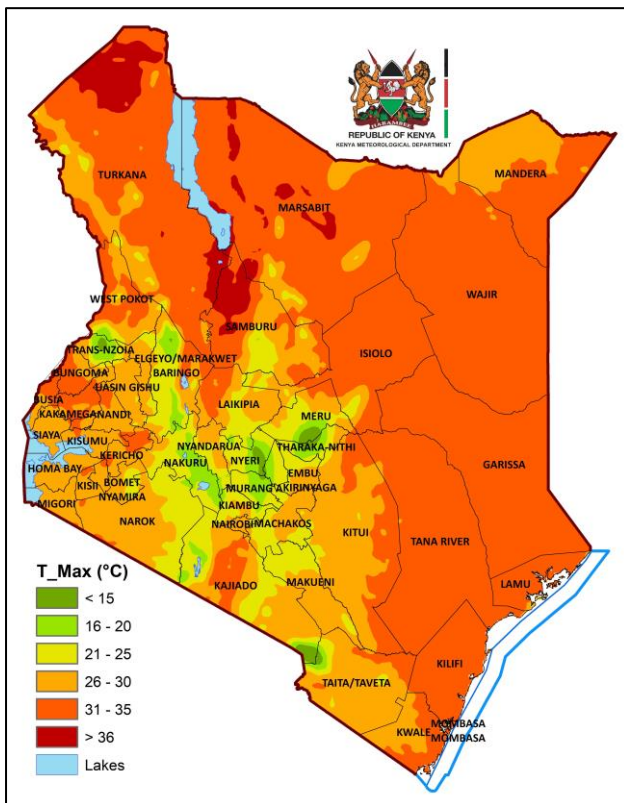 HARAMBEE
REPUBLIC OF KENYA
KENYA METEOROLOGICAL DEPARTMENT
MANDERA
TURKANA
MARSABIT
WAJIR
WEST POKOT
SAMBURU
ISIOLO
TRANS-NZOIA
ELGEYO/MARAKWET
BUNGOMA
UASIN GISHU
BARINGO
LAIKIPIA
BUSIA
MERU
KAKAMEGA
NANDI
SIAYA
KISUMU
NYANDARUA
THARAKA-NITHI
GARISSA
KERICHO
NAKURU
NYERI
HOMA BAY
EMBU
KISII
BOMET
MURANG'A
KIRINYAGA
NYAMIRA
KIAMBU
MIGORI
NAROK
NAIROBI
MACHAKOS
KITUI
TANA RIVER
KAJIADO
MAKUENI
LAMU
KILIFI
TAITA/TAVETA
KWALE
MOMBASA
MOMBASA
T_Max (°C)
< 15
16 - 20
21 - 25
26 - 30
31 - 35
> 36
Lakes